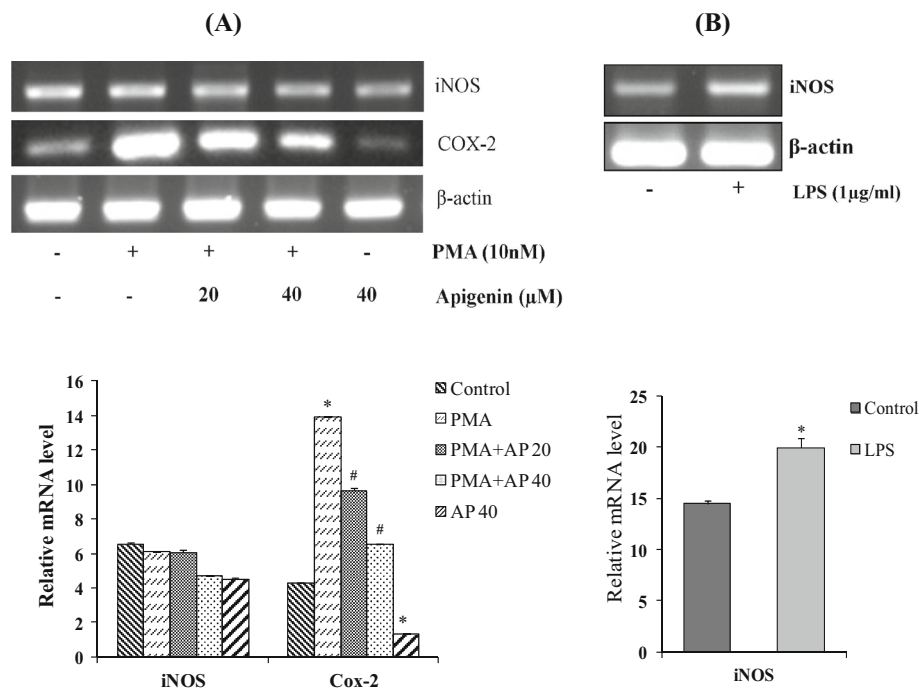 (A)
iNOS
COX-2
β-actin
- + + + - PMA (10nM)
- - 20 40 40 Apigenin (µM)
(B)
iNOS
β-actin
- + LPS (1µg/ml)
Relative mRNA level
16
14
12
10
8
6
4
2
0
* # # *
iNOS Cox-2
Control
PMA
PMA+AP 20
PMA+AP 40
AP 40
Relative mRNA level
25
20
15
10
5
0
*
iNOS
Control
LPS